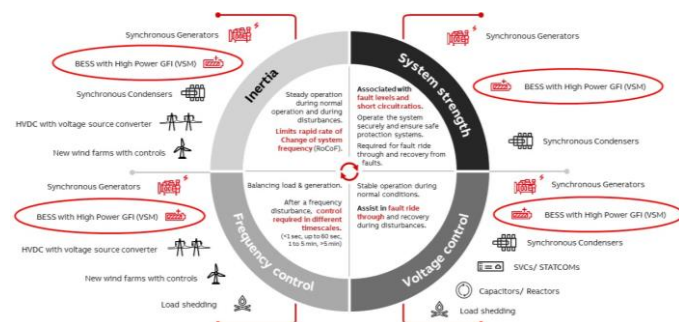 Synchronous Generators
BESS with High Power GFI (VSM)
Synchronous Condensers
HVDC with voltage source converter
New wind farms with controls
Inertia
Steady operation
during normal
operation and during
disturbances.
Limits rapid rate of
Change of system
frequency (RoCoF).
System strength
Associated with
fault levels and
short circuit ratios.
Operate the system
securely and ensure safe
protection systems.
Required for fault ride
through and recovery from
faults.
Synchronous Generators
BESS with High Power GFI (VSM)
Synchronous Condensers
Synchronous Generators
BESS with High Power GFI (VSM)
HVDC with voltage source converter
New wind farms with controls
Load shedding
Frequency control
Balancing load & generation.
After a frequency
disturbance, control
required in different
timescales.
(<1 sec, up to 60 sec,
1 to 5 min, >5min)
Voltage control
Stable operation during
normal conditions.
Assist in fault ride
through and recovery
during disturbances.
Synchronous Generators
BESS with High Power GFI (VSM)
Synchronous Condensers
SVCs/ STATCOMs
Capacitors/ Reactors
Load shedding